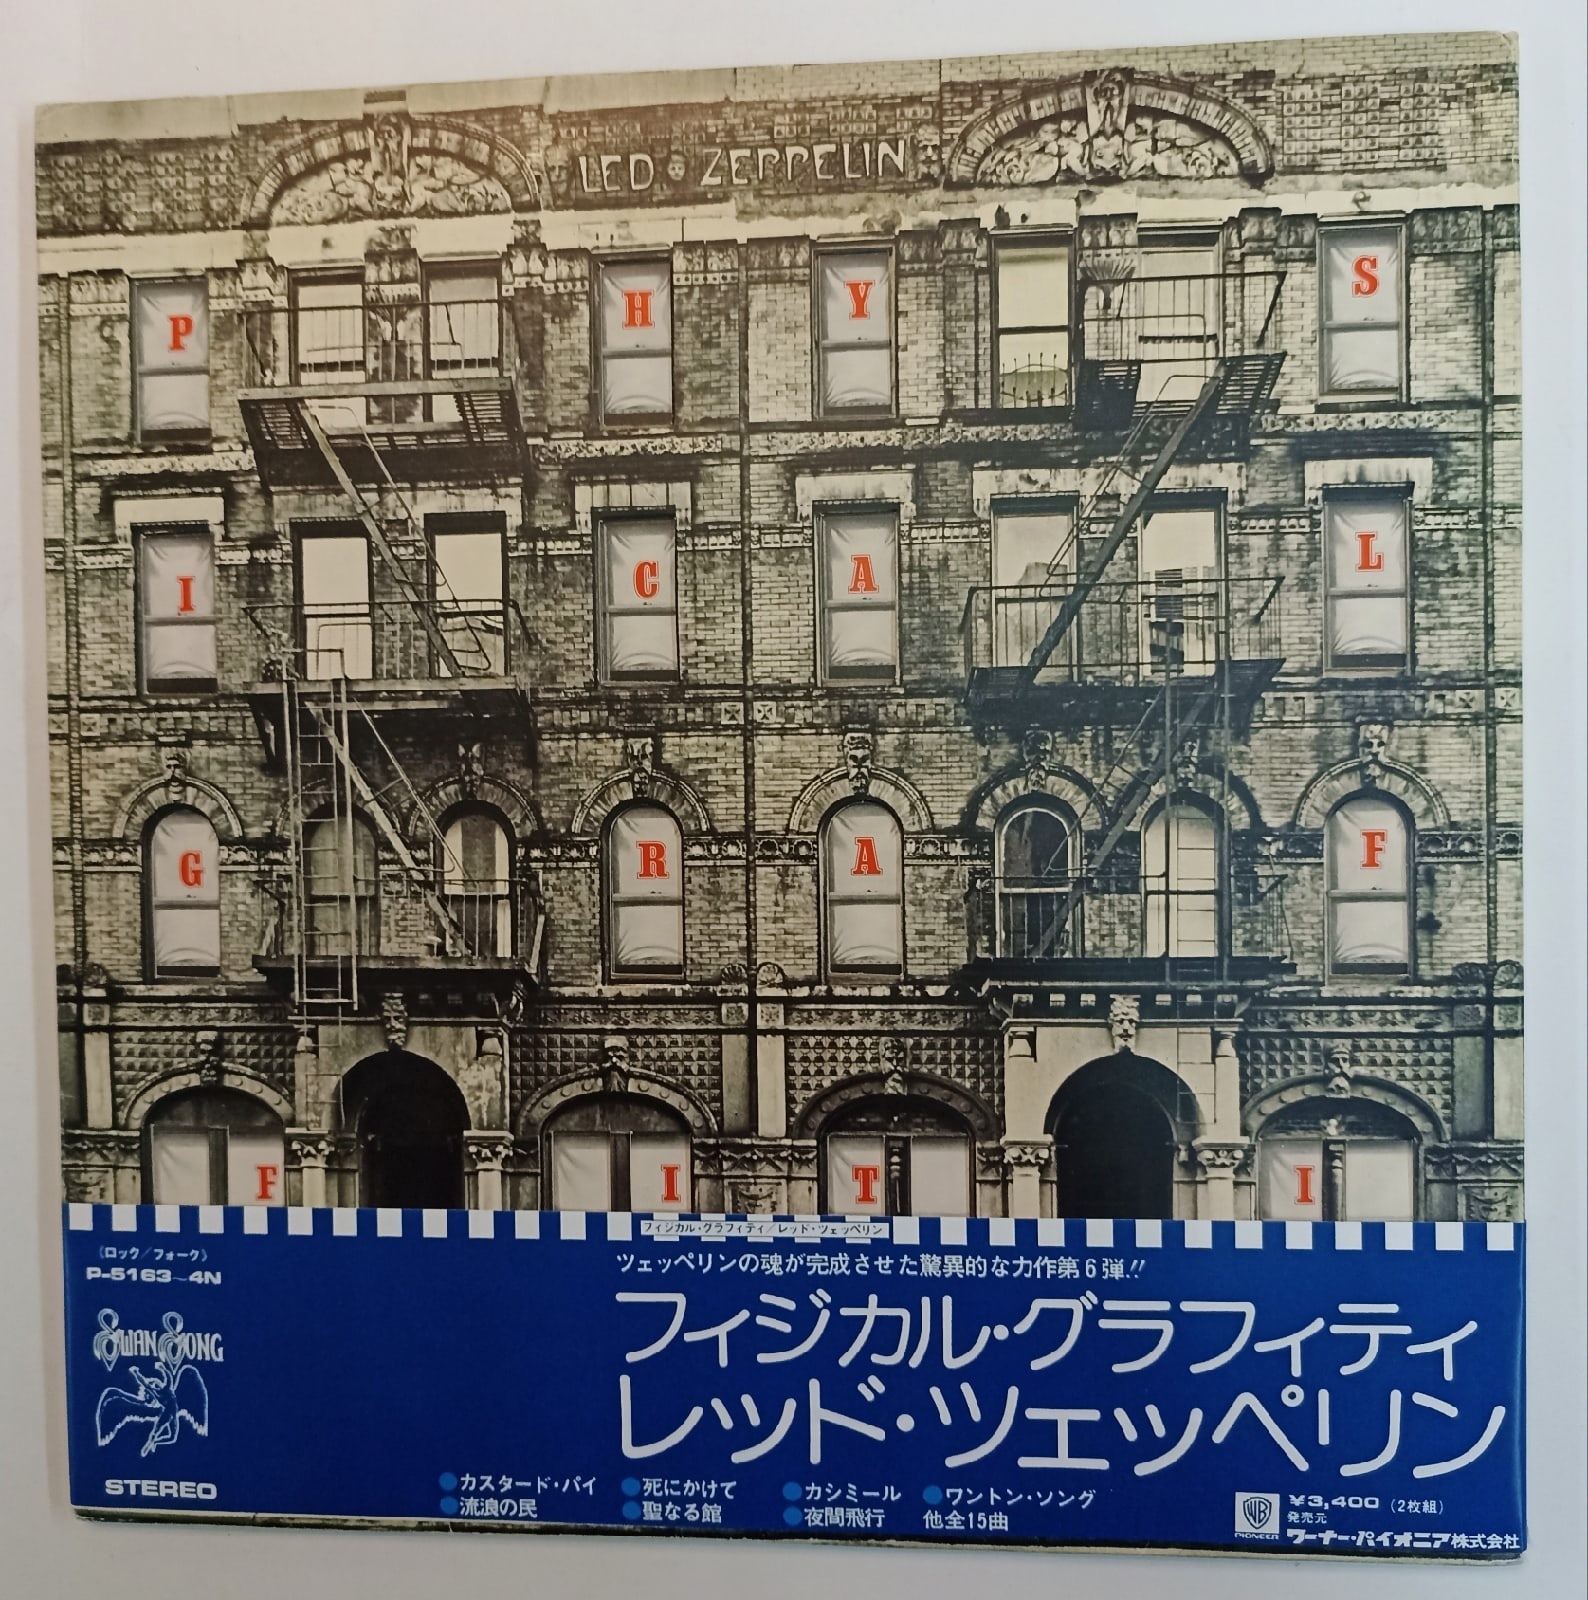 LED ZEPPELIN
P H Y S
I C A L
G R A F
F I T I
フィジカル・グラフィティ/レッド・ツェッペリン
(ロック/フォーク)
P-5163~4N
ツェッペリンの魂が完成させた驚異的な力作第6弾!!
フィジカル・グラフィティ
レッド・ツェッペリン
SWAN SONG
STEREO
●カスタード・パイ ●死にかけて ●カシミール ●ワントン・ソング
●流浪の民 ●聖なる館 ●夜間飛行 他全15曲
WB
PIONEER
¥3,400 (2枚組)
発売元
ワーナー・パイオニア株式会社